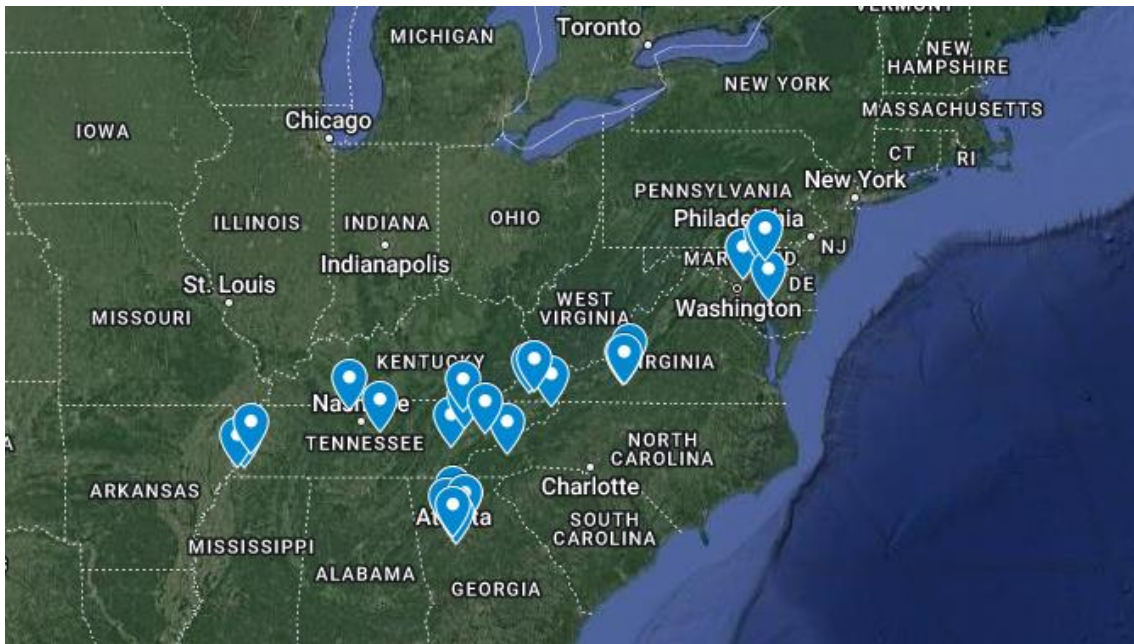 VERMONT
Toronto
MICHIGAN
NEW
HAMPSHIRE
NEW YORK
MASSACHUSETTS
Chicago
IOWA
CT
RI
PENNSYLVANIA
New York
ILLINOIS
INDIANA
OHIO
Philadelphia
NJ
Indianapolis
DE
St. Louis
WEST
VIRGINIA
Washington
MISSOURI
KENTUCKY
TENNESSEE
NORTH
CAROLINA
ARKANSAS
Charlotte
SOUTH
CAROLINA
MISSISSIPPI
ALABAMA
GEORGIA